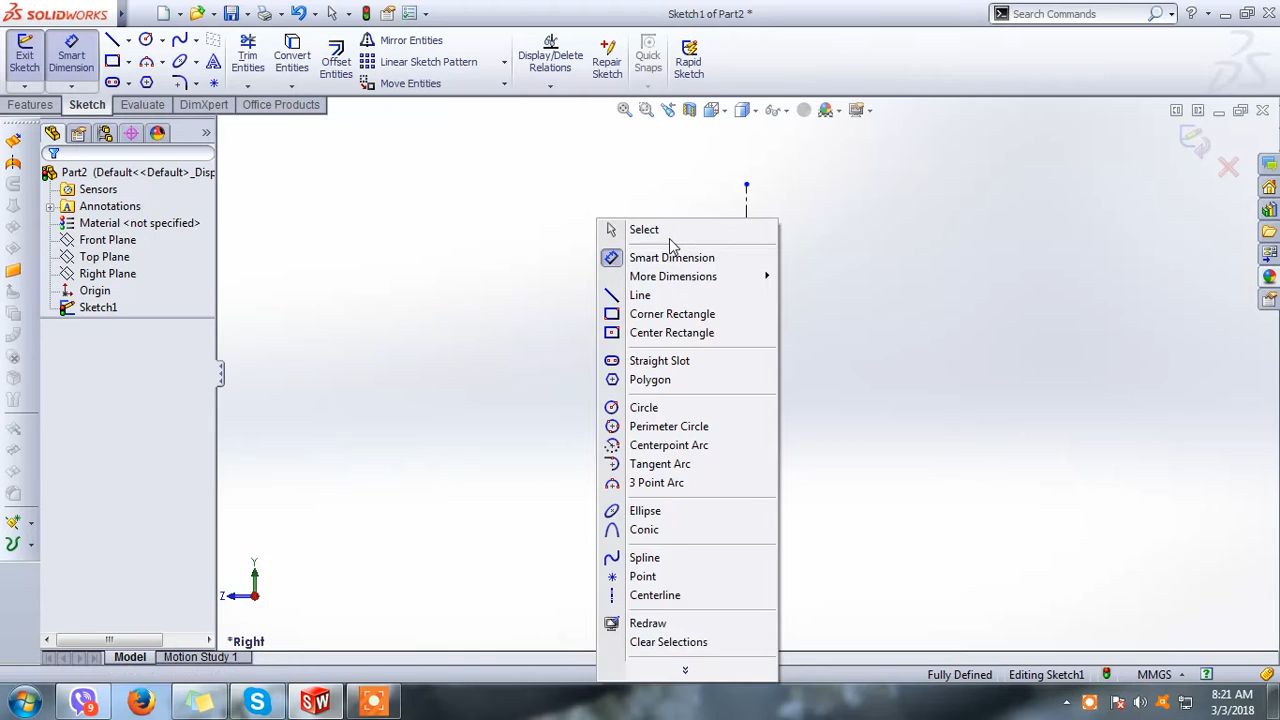 SOLIDWORKS
Sketch1 of Part2 *
Search Commands
Exit Sketch
Smart Dimension
Trim Entities
Convert Entities
Offset Entities
Mirror Entities
Linear Sketch Pattern
Move Entities
Display/Delete Relations
Repair Sketch
Quick Snaps
Rapid Sketch
Features
Sketch
Evaluate
DimXpert
Office Products
Part2 (Default<<Default>_Disp
Sensors
Annotations
Material <not specified>
Front Plane
Top Plane
Right Plane
Origin
Sketch1
Select
Smart Dimension
More Dimensions
Line
Corner Rectangle
Center Rectangle
Straight Slot
Polygon
Circle
Perimeter Circle
Centerpoint Arc
Tangent Arc
3 Point Arc
Ellipse
Conic
Spline
Point
Centerline
Redraw
Clear Selections
Y
Z
*Right
Model
Motion Study 1
Fully Defined
Editing Sketch1
MMGS
9
SW
8:21 AM
3/3/2018